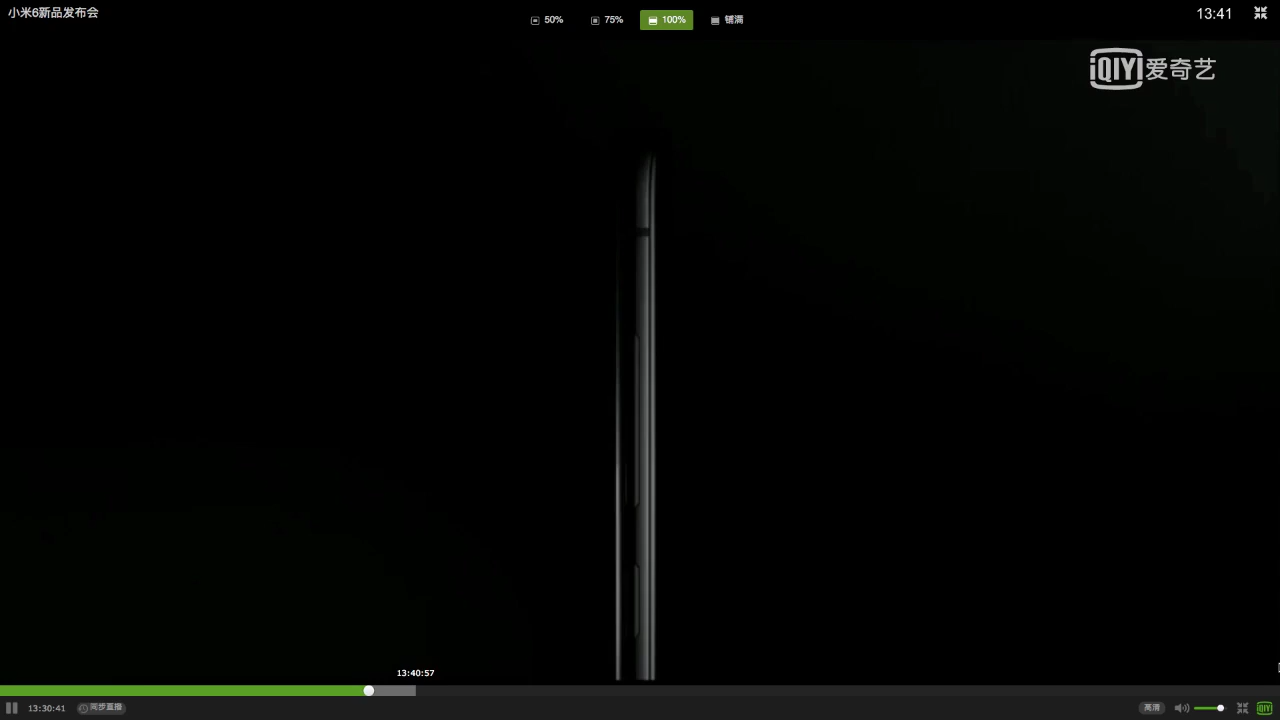 小米6新品发布会
50%
75%
100%
铺满
13:41
iQIYI爱奇艺
13:40:57
13:30:41
同步直播
高清
iQIYI